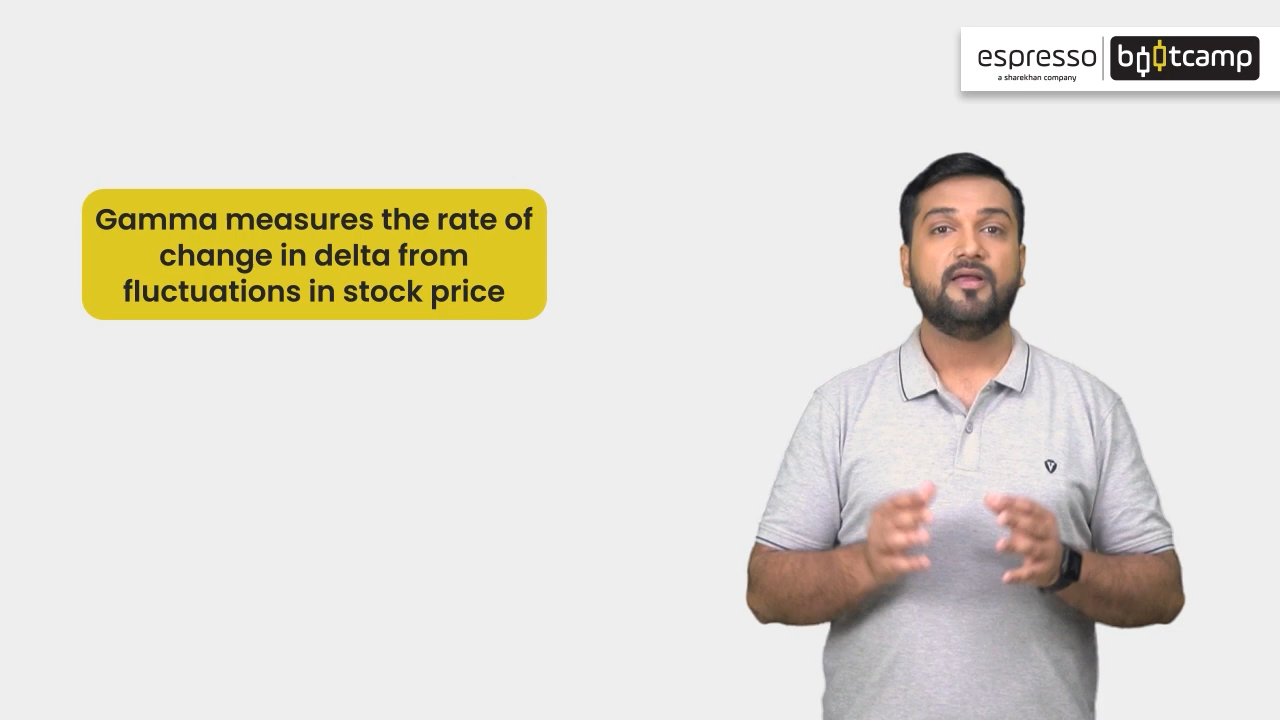 espresso
bootcamp
a sharekhan company
Gamma measures the rate of
change in delta from
fluctuations in stock price